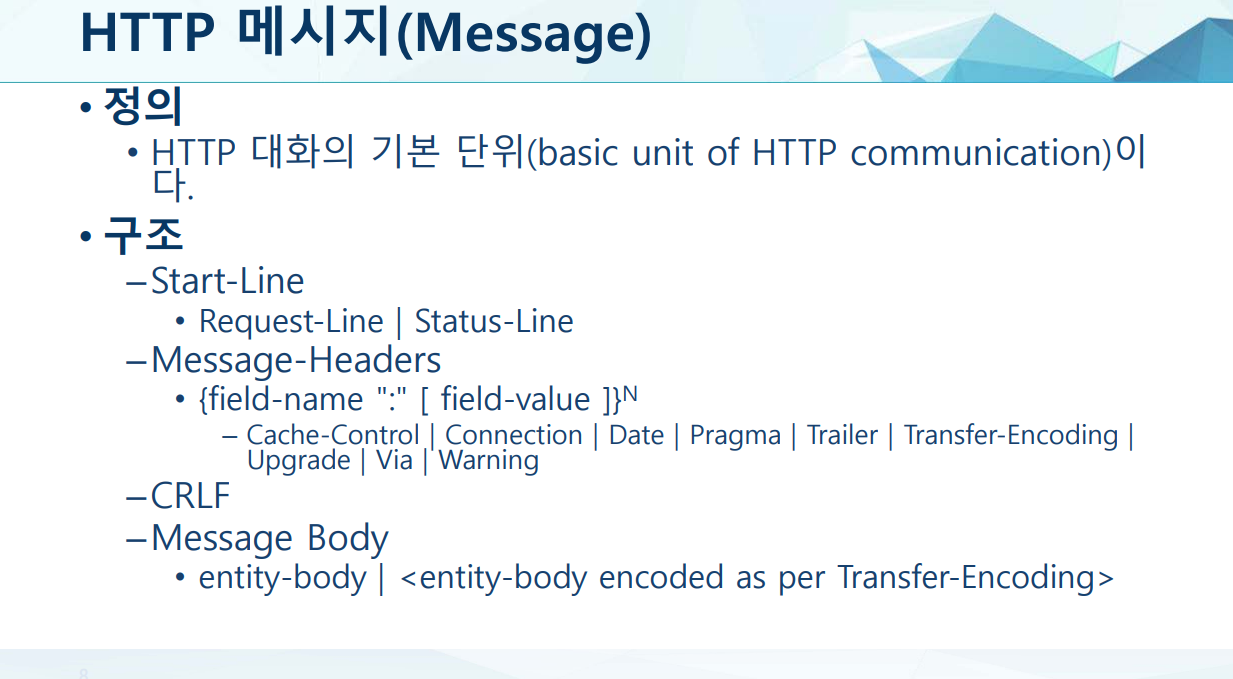 HTTP 메시지(Message)
• 정의
• HTTP 대화의 기본 단위(basic unit of HTTP communication)이
다.
• 구조
–Start-Line
• Request-Line | Status-Line
–Message-Headers
• {field-name ":" [ field-value ]}ᴺ
– Cache-Control | Connection | Date | Pragma | Trailer | Transfer-Encoding |
Upgrade | Via | Warning
–CRLF
–Message Body
• entity-body | <entity-body encoded as per Transfer-Encoding>
8